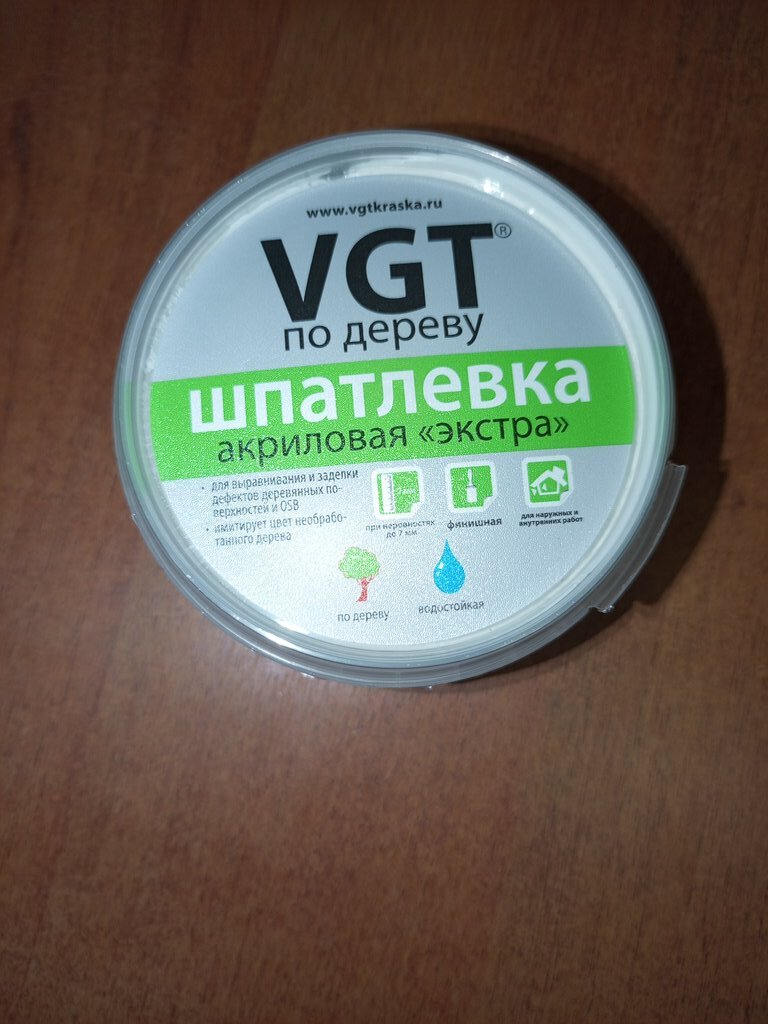 www.vgtkraska.ru
VGT®
по дереву
шпатлевка
акриловая «экстра»
• для выравнивания и заделки
дефектов деревянных по-
верхностей и OSB
• имитирует цвет необрабо-
танного дерева
при неровностях
до 7 мм
финишная
для наружных и
внутренних работ
по дереву
водостойкая